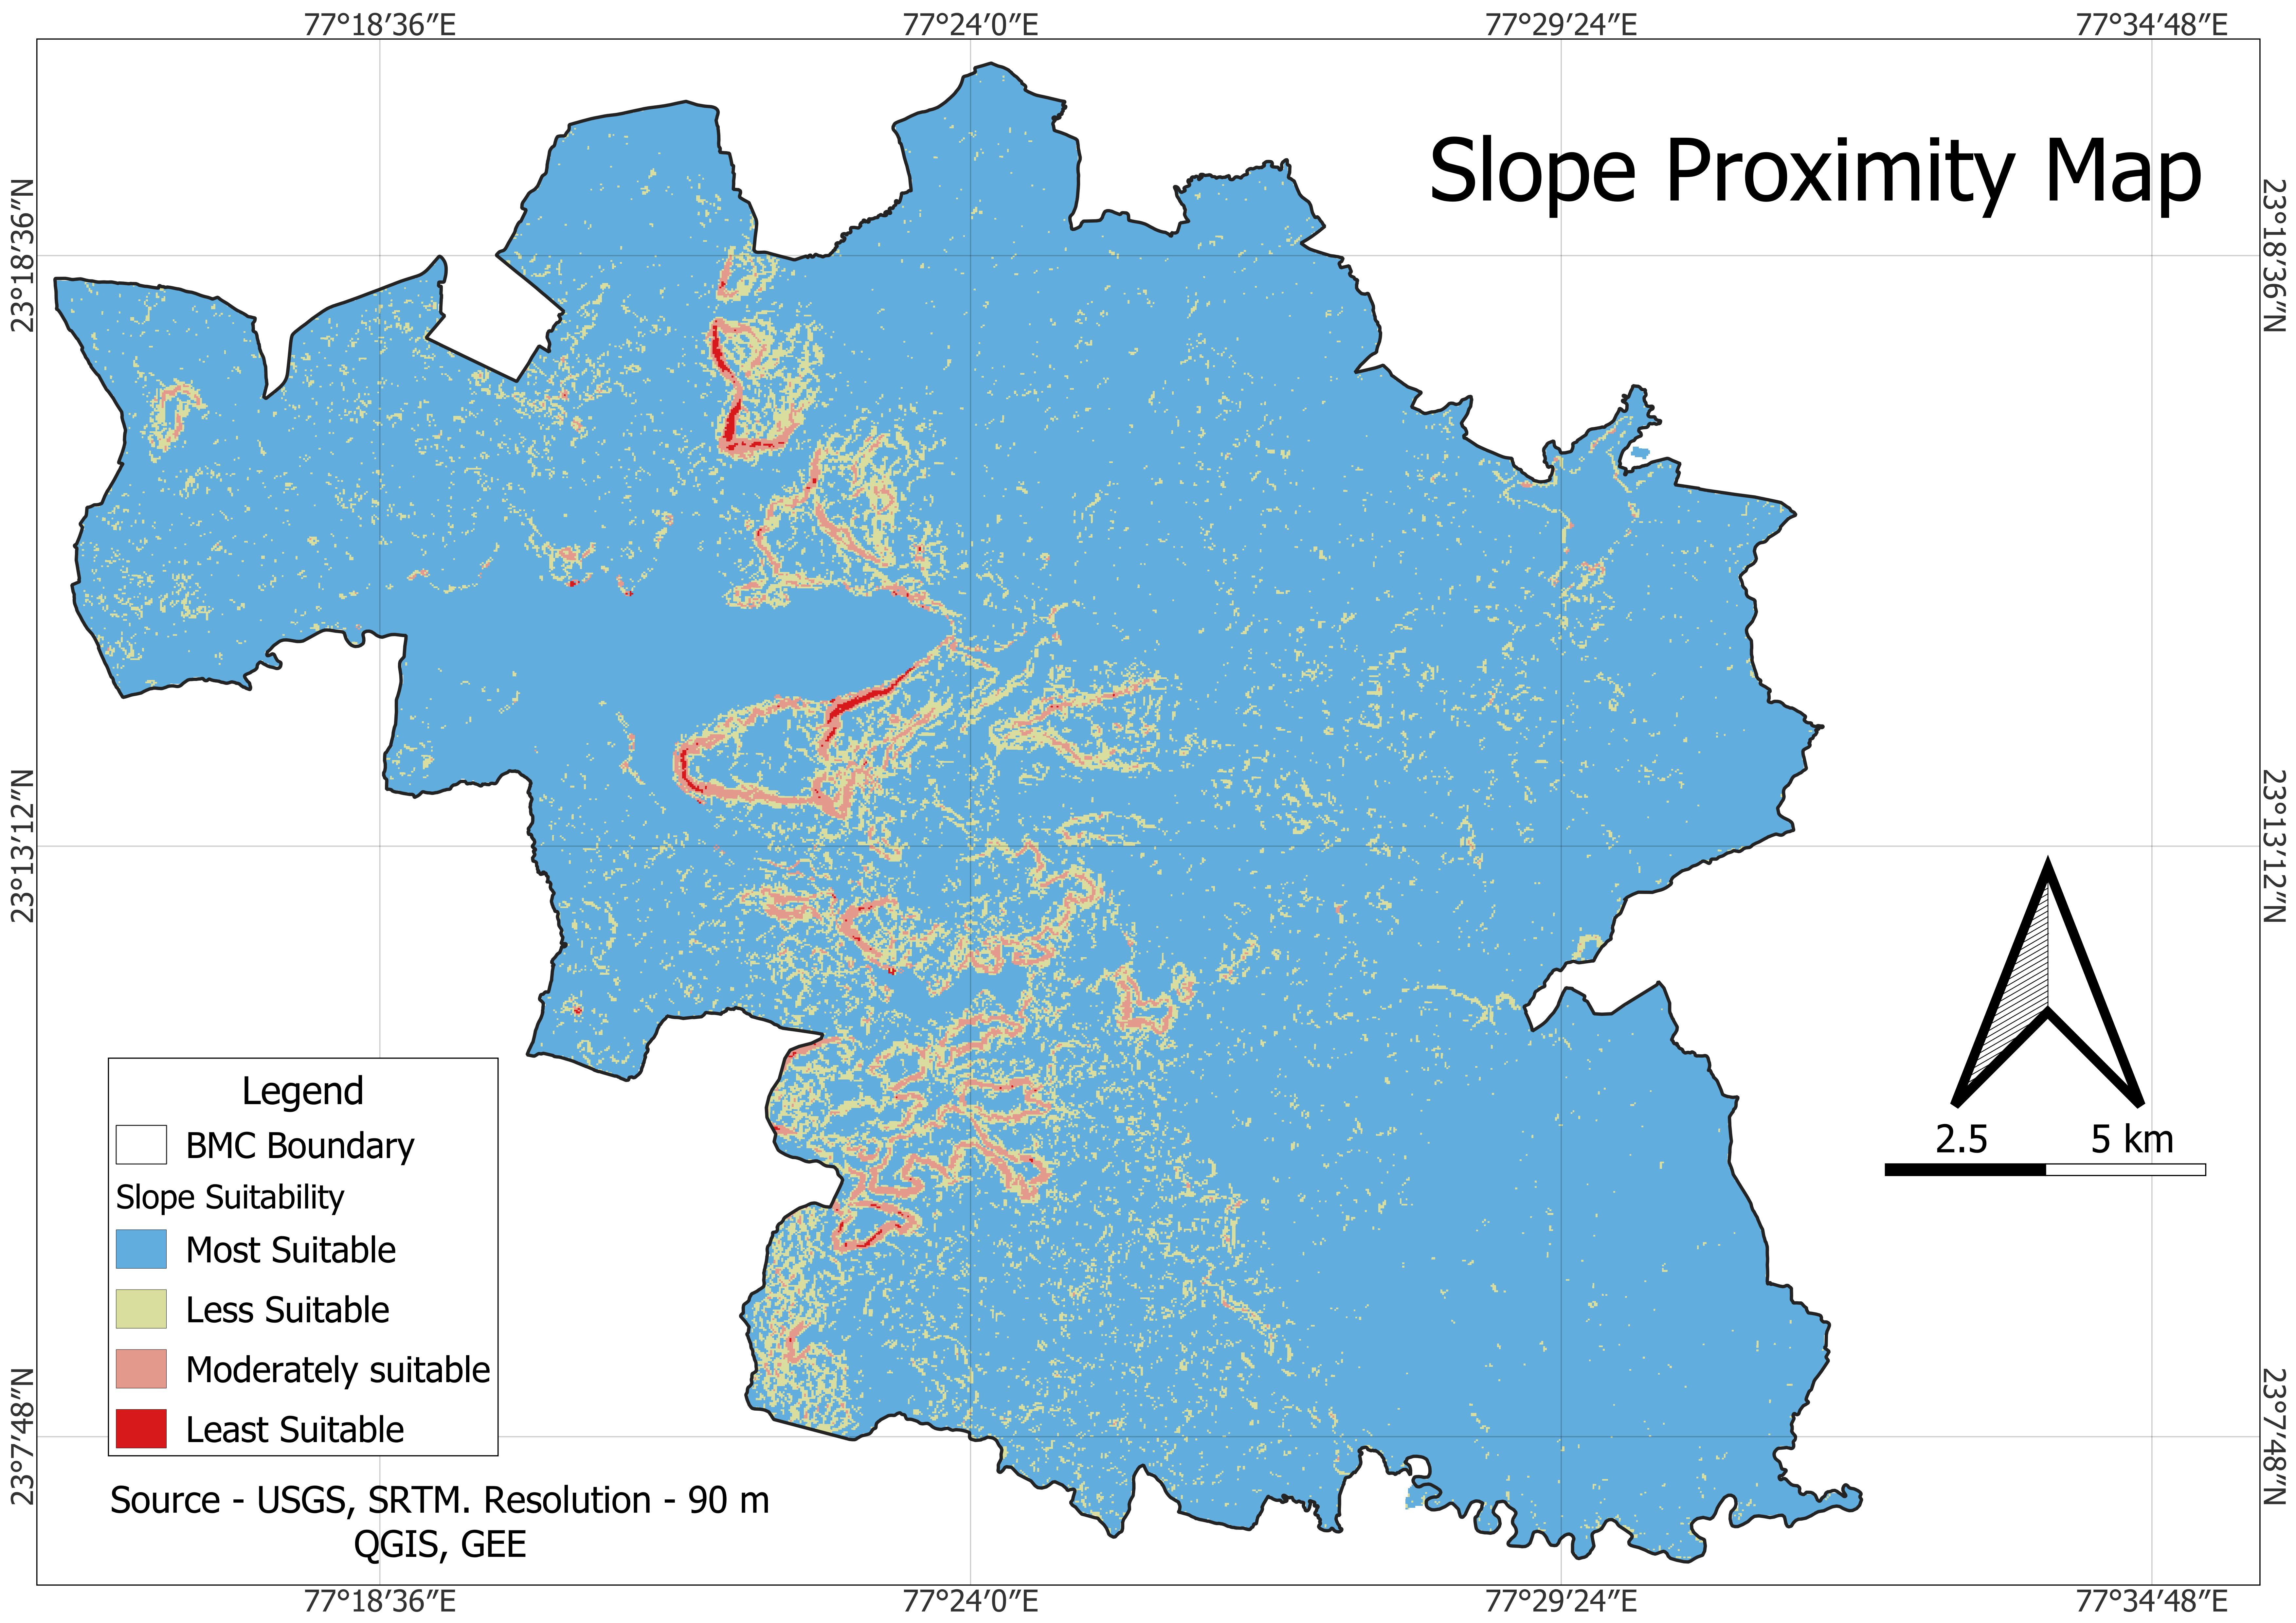 77°18′36″E 77°24′0″E 77°29′24″E 77°34′48″E
Slope Proximity Map
23°18′36″N 23°18′36″N
23°13′12″N 23°13′12″N
2.5 5 km
Legend
BMC Boundary
Slope Suitability
Most Suitable
Less Suitable
Moderately suitable
Least Suitable
23°7′48″N 23°7′48″N
Source - USGS, SRTM. Resolution - 90 m
QGIS, GEE
77°18′36″E 77°24′0″E 77°29′24″E 77°34′48″E